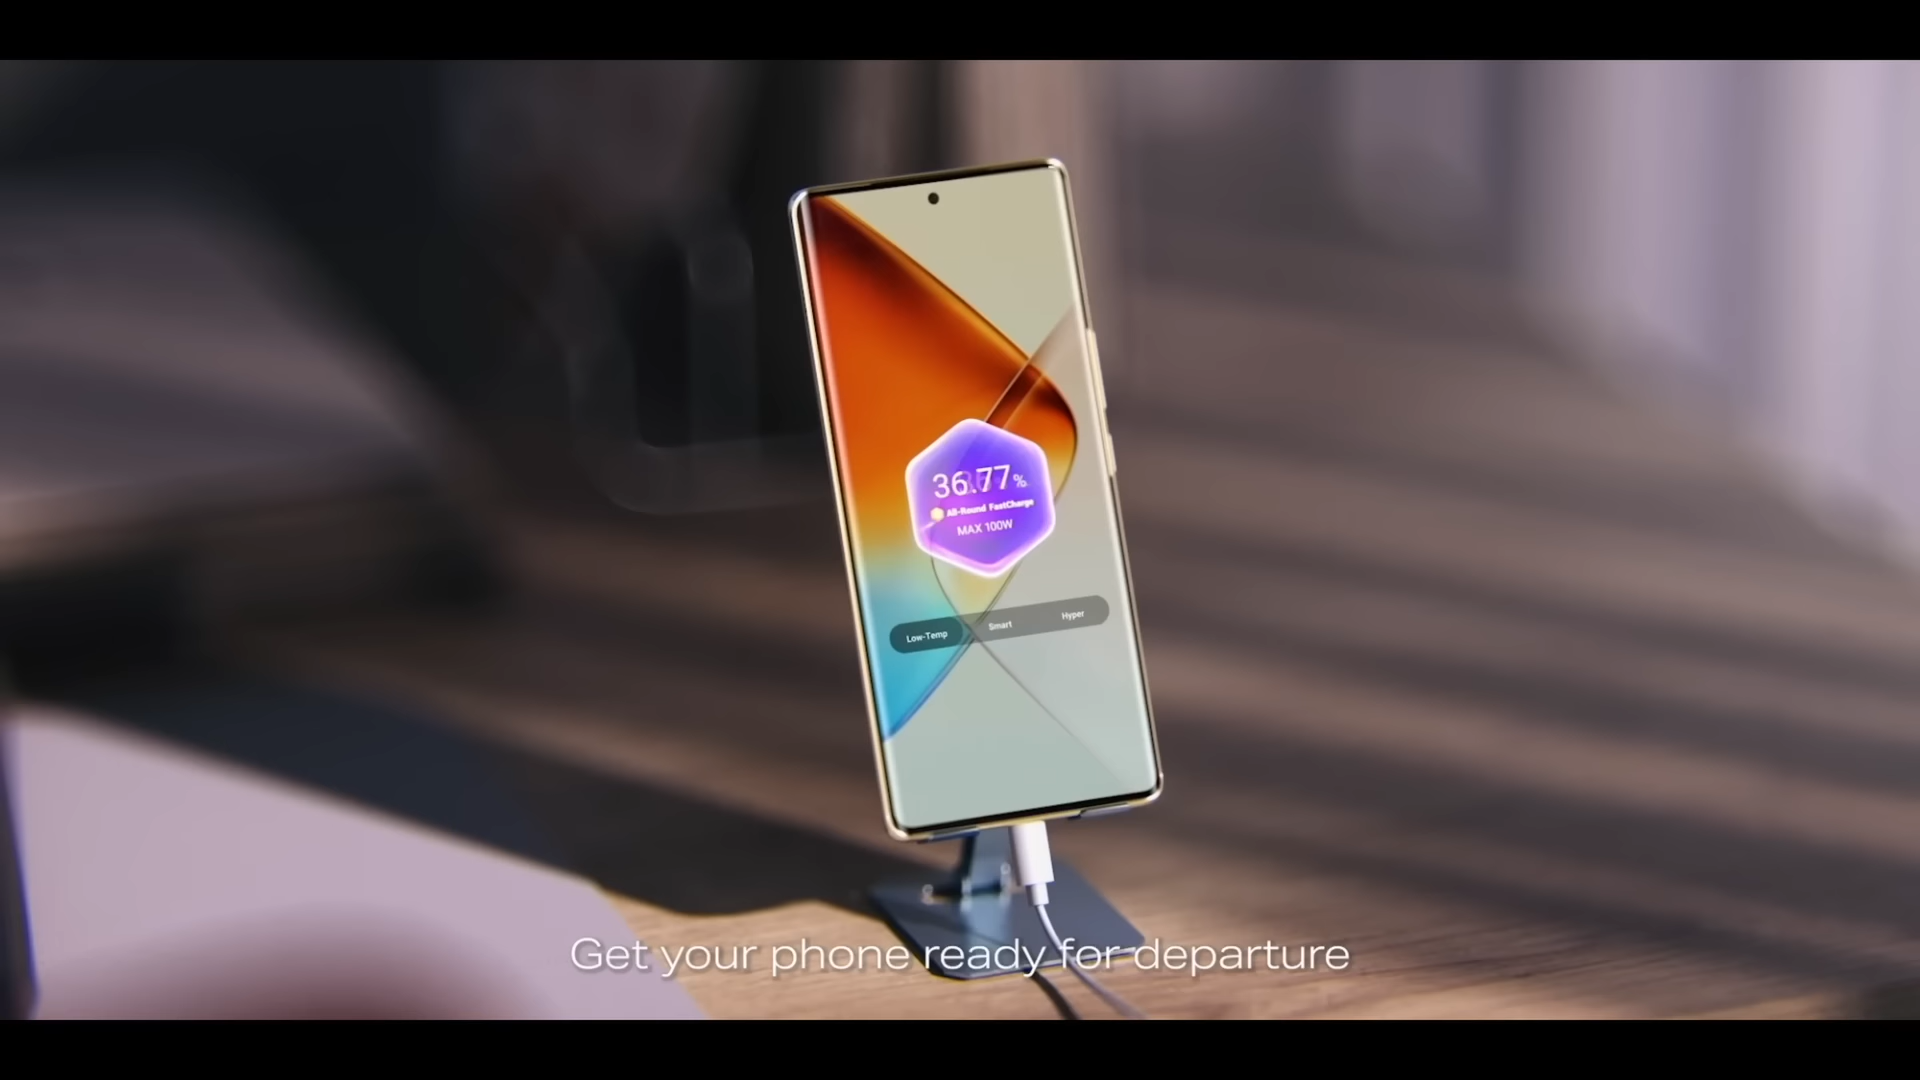 36.77%
All-Round FastCharge
MAX 100W
Low-Temp Smart Hyper
Get your phone ready for departure